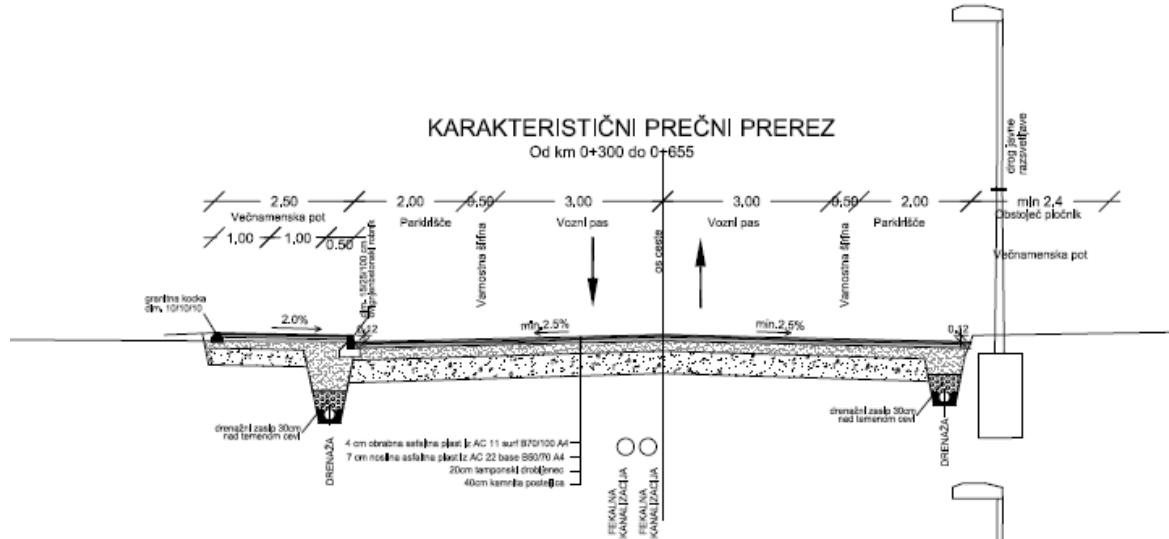 KARAKTERISTIČNI PREČNI PREREZ
Od km 0+300 do 0+655
drog javne
razsvetljave
2,50
2,00
0,50
3,00
3,00
0,50
2,00
min 2,4
Večnamenska pot
Parkirišče
Vozni pas
Vozni pas
Parkirišče
Obstoječ pločnik
1,00
1,00
0,50
Varnostna širina
os ceste
Varnostna širina
Večnamenska pot
dim. 15/25/100 cm
robnik
granitna kocka
dim. 10/10/10
2.0%
0,12
min.2.5%
min.2.5%
0,12
drenažni zasip 30cm
nad temenom cevi
DRENAŽA
drenažni zasip 30cm
nad temenom cevi
DRENAŽA
4 cm obrabna asfaltna plast iz AC 11 surf B70/100 A4
7 cm nosilna asfaltna plast iz AC 22 base B50/70 A4
20cm tamponski drobljenec
40cm kamnita posteljica
FEKALNA
KANALIZACIJA
FEKALNA
KANALIZACIJA